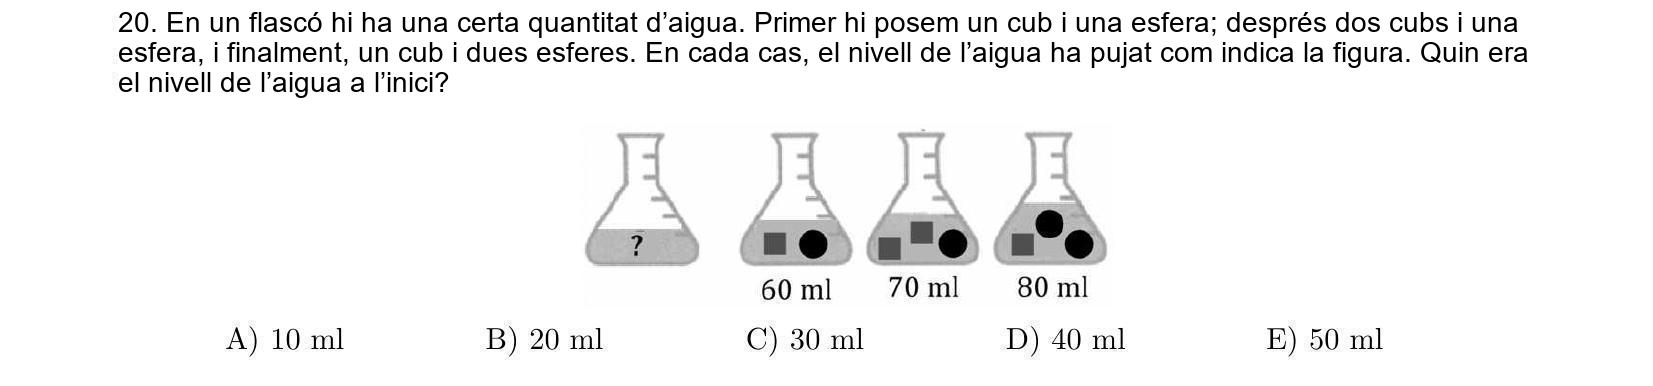 20. En un flascó hi ha una certa quantitat d’aigua. Primer hi posem un cub i una esfera; després dos cubs i una
esfera, i finalment, un cub i dues esferes. En cada cas, el nivell de l’aigua ha pujat com indica la figura. Quin era
el nivell de l’aigua a l’inici?
?
60 ml 70 ml 80 ml
A) 10 ml B) 20 ml C) 30 ml D) 40 ml E) 50 ml